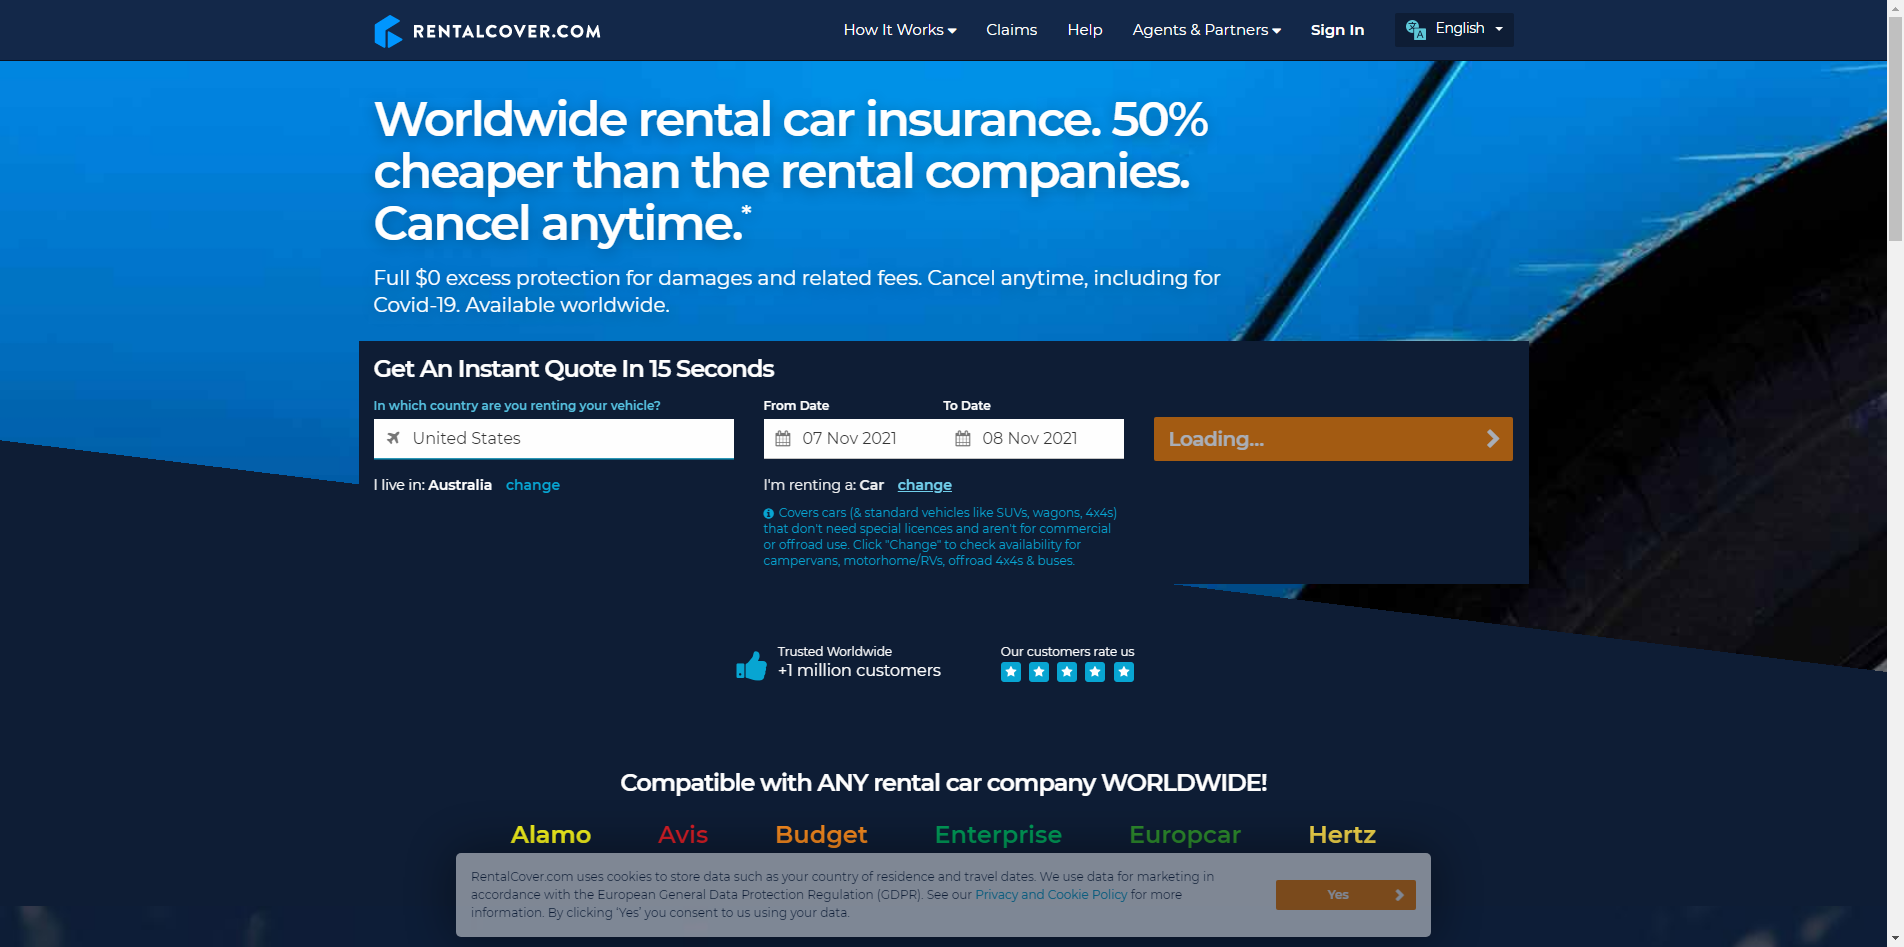 RENTALCOVER.COM
How It Works
Claims
Help
Agents & Partners
Sign In
English
Worldwide rental car insurance. 50%
cheaper than the rental companies.
Cancel anytime.*
Full $0 excess protection for damages and related fees. Cancel anytime, including for
Covid-19. Available worldwide.
Get An Instant Quote In 15 Seconds
In which country are you renting your vehicle?
United States
I live in: Australia change
From Date
To Date
07 Nov 2021
08 Nov 2021
I'm renting a: Car change
Covers cars (& standard vehicles like SUVs, wagons, 4x4s)
that don't need special licences and aren't for commercial
or offroad use. Click "Change" to check availability for
campervans, motorhome/RVs, offroad 4x4s & buses.
Loading...
Trusted Worldwide
+1 million customers
Our customers rate us
Compatible with ANY rental car company WORLDWIDE!
Alamo
Avis
Budget
Enterprise
Europcar
Hertz
RentalCover.com uses cookies to store data such as your country of residence and travel dates. We use data for marketing in
accordance with the European General Data Protection Regulation (GDPR). See our Privacy and Cookie Policy for more
information. By clicking 'Yes' you consent to us using your data.
Yes